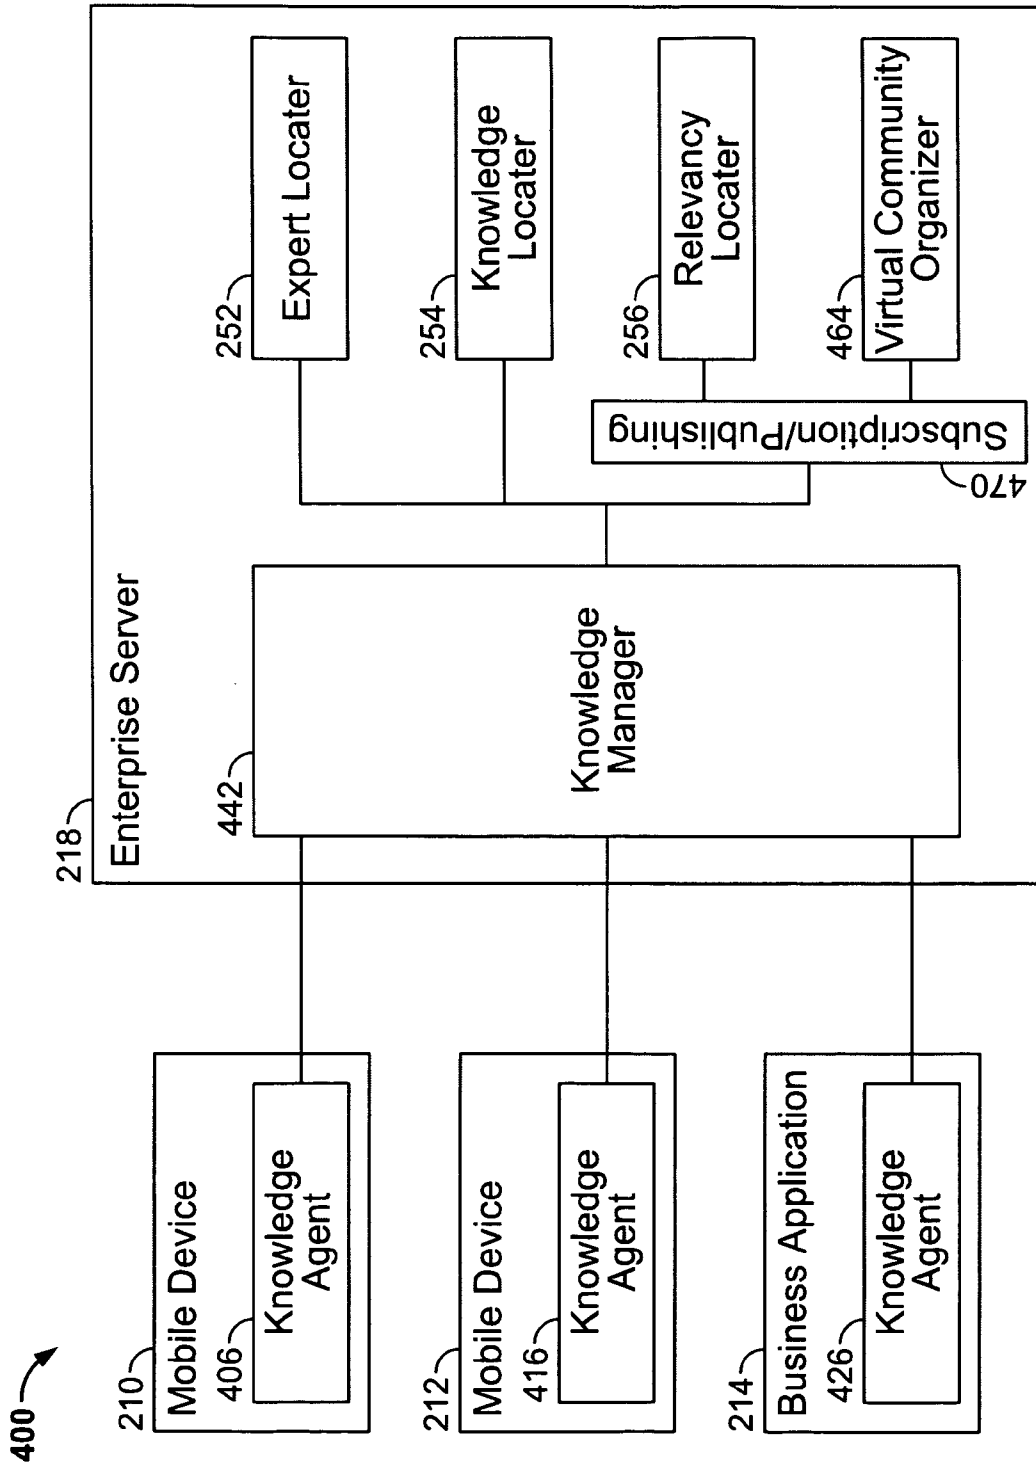 400
210
Mobile Device
406
Knowledge
Agent
212
Mobile Device
416
Knowledge
Agent
214
Business Application
426
Knowledge
Agent
218
Enterprise Server
442
Knowledge
Manager
252
Expert Locater
254
Knowledge
Locater
256
Relevancy
Locater
464
Virtual Community
Organizer
Subscription/Publishing
470